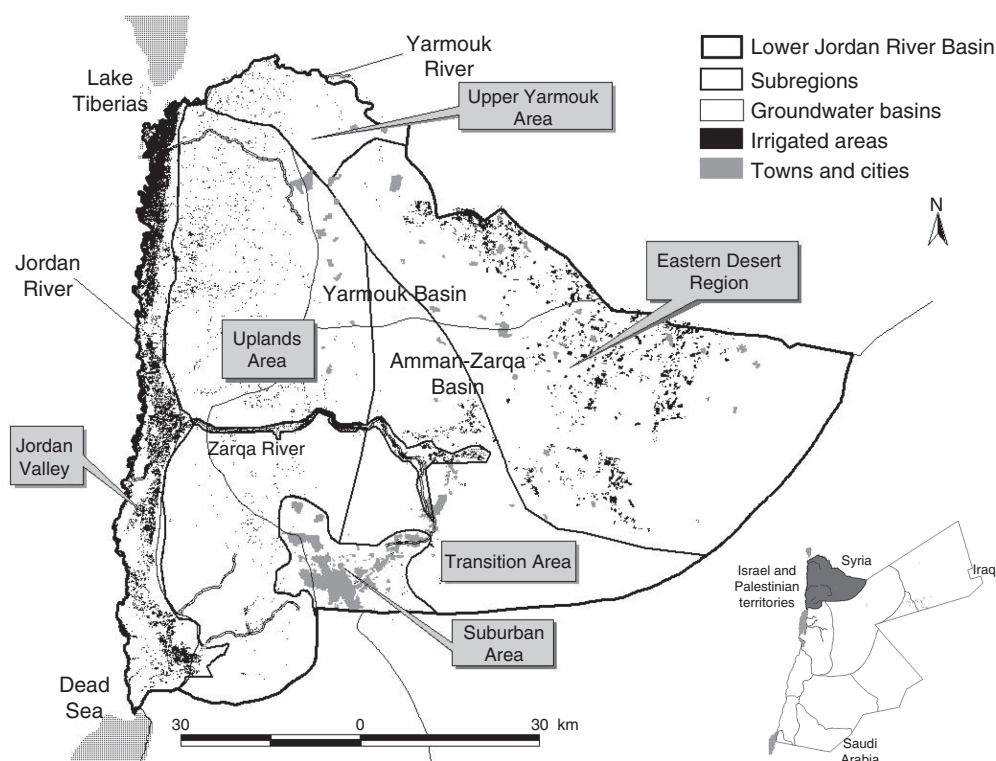 Yarmouk
River
Lake
Tiberias
Upper Yarmouk
Area
Lower Jordan River Basin
Subregions
Groundwater basins
Irrigated areas
Towns and cities
N
Jordan
River
Eastern Desert
Region
Yarmouk Basin
Uplands
Area
Amman-Zarqa
Basin
Jordan
Valley
Zarqa River
Transition Area
Suburban
Area
Dead
Sea
30 0 30 km
Syria
Iraq
Israel and
Palestinian
territories
Saudi
Arabia